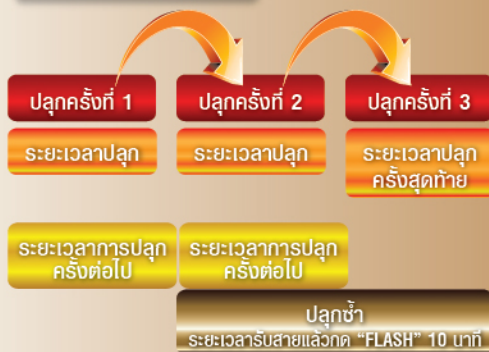 ปลุกครั้งที่ 1 ปลุกครั้งที่ 2 ปลุกครั้งที่ 3
ระยะเวลาปลุก ระยะเวลาปลุก ระยะเวลาปลุก
ครั้งสุดท้าย
ระยะเวลาการปลุก ระยะเวลาการปลุก
ครั้งต่อไป ครั้งต่อไป
ปลุกซ้ำ
ระยะเวลารับสายแล้วกด "FLASH" 10 นาที